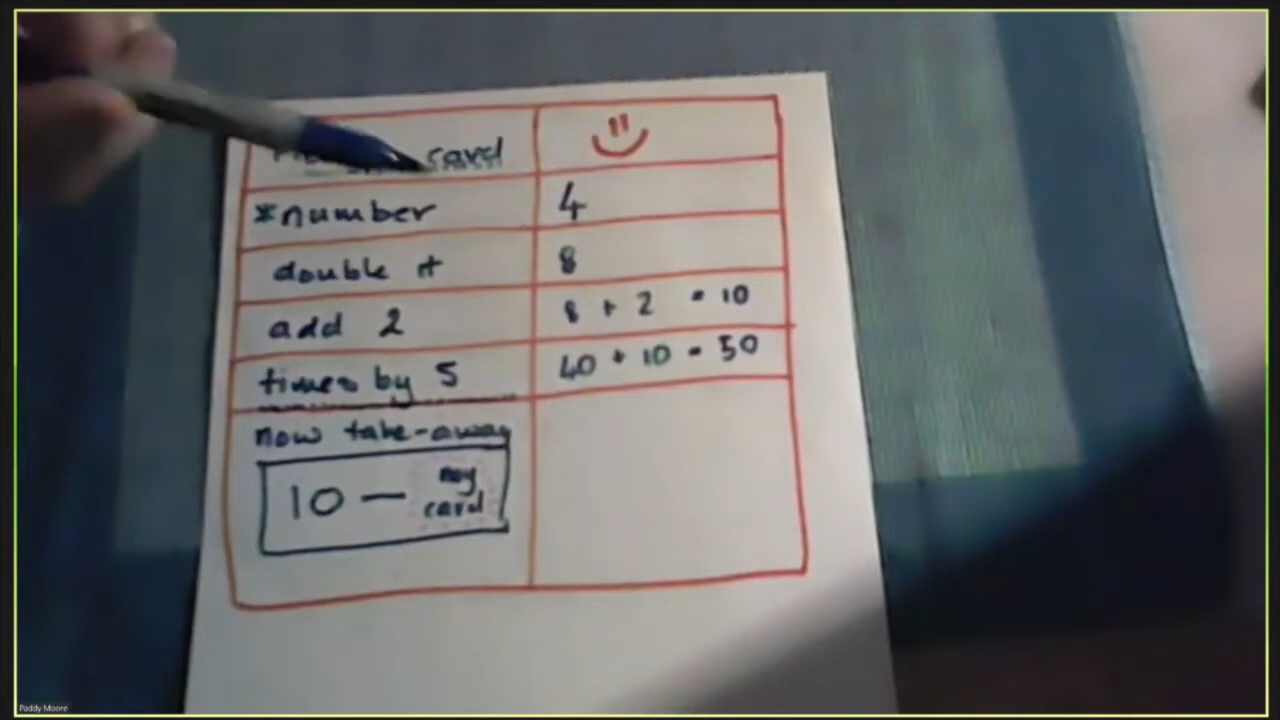 card
*number 4
double it 8
add 2 8 + 2 = 10
times by 5 40 + 10 = 50
now take-away
10 — my card
Paddy Moore